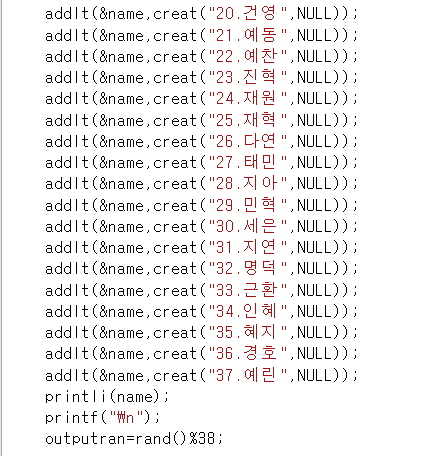 addlt(&name,creat("20.건영",NULL));
addlt(&name,creat("21.예동",NULL));
addlt(&name,creat("22.예찬",NULL));
addlt(&name,creat("23.진혁",NULL));
addlt(&name,creat("24.재원",NULL));
addlt(&name,creat("25.재혁",NULL));
addlt(&name,creat("26.다연",NULL));
addlt(&name,creat("27.태민",NULL));
addlt(&name,creat("28.지아",NULL));
addlt(&name,creat("29.민혁",NULL));
addlt(&name,creat("30.세은",NULL));
addlt(&name,creat("31.지연",NULL));
addlt(&name,creat("32.명덕",NULL));
addlt(&name,creat("33.근환",NULL));
addlt(&name,creat("34.인혜",NULL));
addlt(&name,creat("35.혜지",NULL));
addlt(&name,creat("36.경호",NULL));
addlt(&name,creat("37.예린",NULL));
printli(name);
printf("₩n");
outputran=rand()%38;